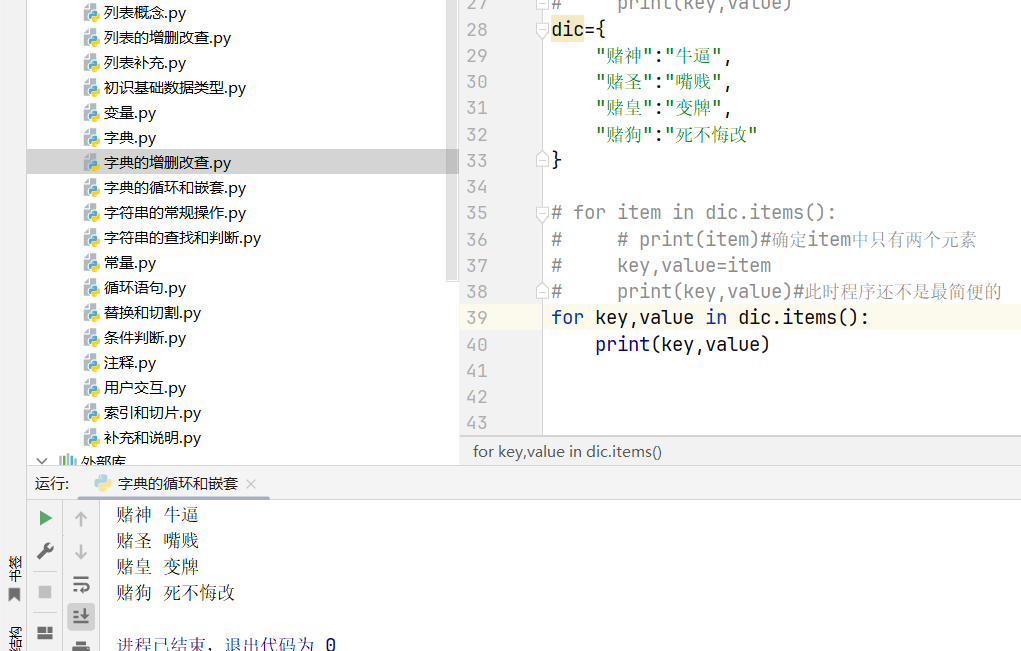 列表概念.py
列表的增删改查.py
列表补充.py
初识基础数据类型.py
变量.py
字典.py
字典的增删改查.py
字典的循环和嵌套.py
字符串的常规操作.py
字符串的查找和判断.py
常量.py
循环语句.py
替换和切割.py
条件判断.py
注释.py
用户交互.py
索引和切片.py
补充和说明.py
外部库
27 #     print(key,value)
28 dic={
29     "赌神":"牛逼",
30     "赌圣":"嘴贱",
31     "赌皇":"变牌",
32     "赌狗":"死不悔改"
33 }
34
35 # for item in dic.items():
36 #     # print(item)#确定item中只有两个元素
37 #     key,value=item
38 #     print(key,value)#此时程序还不是最简便的
39 for key,value in dic.items():
40     print(key,value)
41
42
43
for key,value in dic.items()
运行: 字典的循环和嵌套
赌神 牛逼
赌圣 嘴贱
赌皇 变牌
赌狗 死不悔改
进程已结束，退出代码为 0
书签
结构